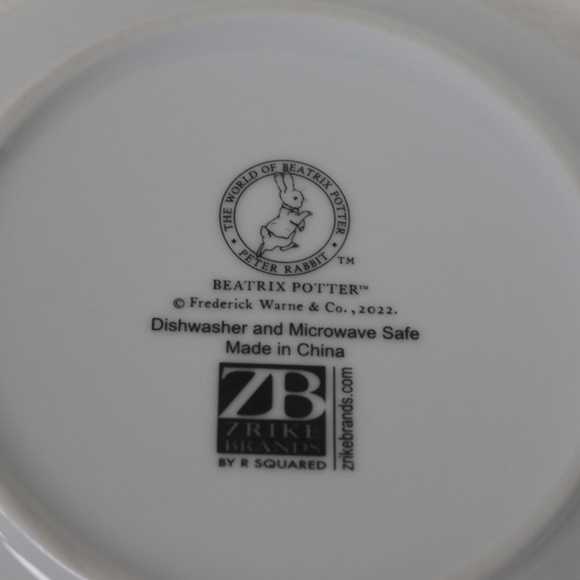 THE WORLD OF BEATRIX POTTER
• PETER RABBIT •
TM
BEATRIX POTTER™
© Frederick Warne & Co., 2022.
Dishwasher and Microwave Safe
Made in China
ZB
ZRIKE
BRANDS
BY R SQUARED
zrikebrands.com